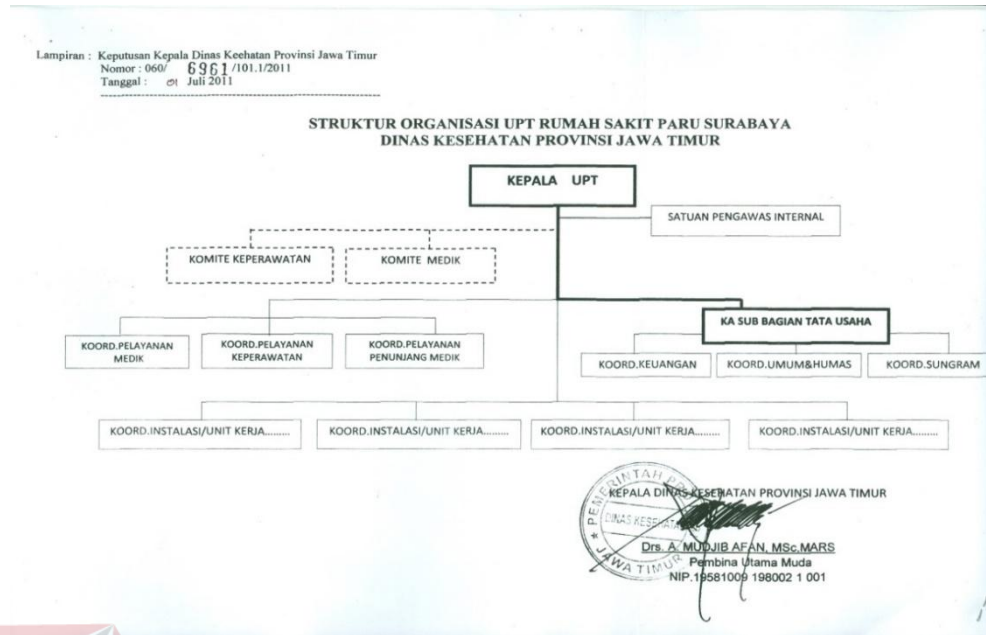 Lampiran : Keputusan Kepala Dinas Keehatan Provinsi Jawa Timur
Nomor : 060/ 6961 /101.1/2011
Tanggal : 01 Juli 2011
STRUKTUR ORGANISASI UPT RUMAH SAKIT PARU SURABAYA
DINAS KESEHATAN PROVINSI JAWA TIMUR
KEPALA UPT
SATUAN PENGAWAS INTERNAL
KOMITE KEPERAWATAN
KOMITE MEDIK
KA SUB BAGIAN TATA USAHA
KOORD.PELAYANAN
MEDIK
KOORD.PELAYANAN
KEPERAWATAN
KOORD.PELAYANAN
PENUNJANG MEDIK
KOORD.KEUANGAN
KOORD.UMUM&HUMAS
KOORD.SUNGRAM
KOORD.INSTALASI/UNIT KERJA.........
KOORD.INSTALASI/UNIT KERJA.........
KOORD.INSTALASI/UNIT KERJA.........
KOORD.INSTALASI/UNIT KERJA.........
KEPALA DINAS KESEHATAN PROVINSI JAWA TIMUR
PEMERINTAH
DINAS KESEHATAN
JAWA TIMUR
Drs. A. MUDJIB AFAN, MSc.MARS
Pembina Utama Muda
NIP.19581009 198002 1 001